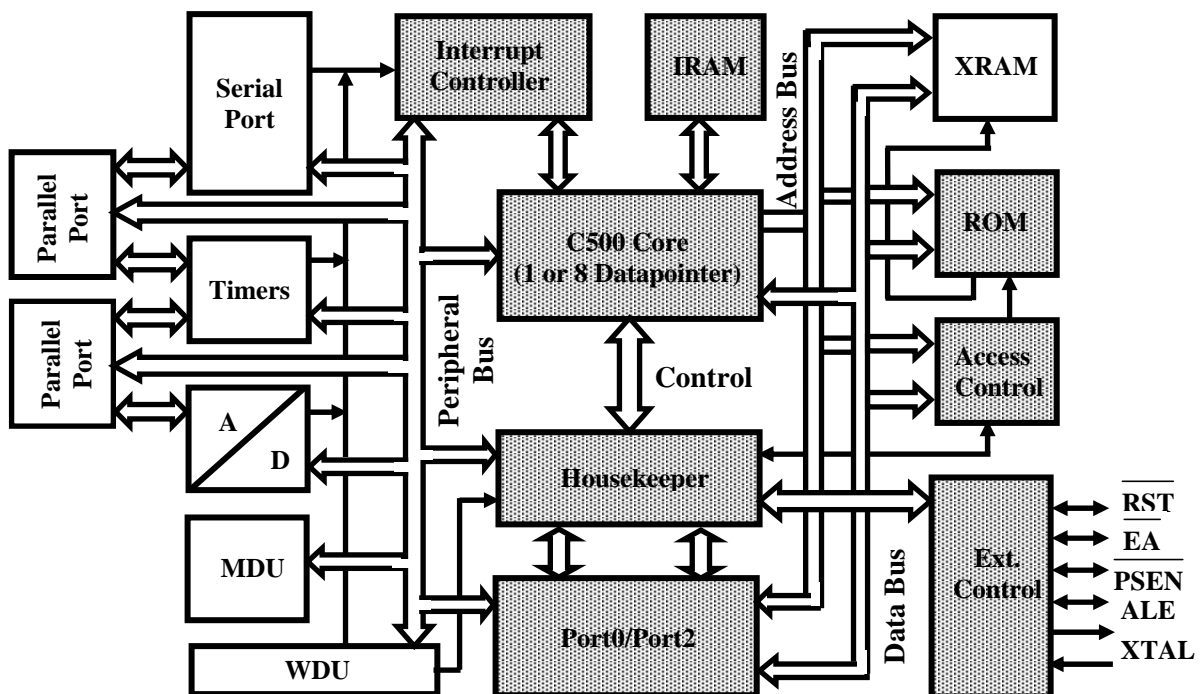 Serial
Port
Interrupt
Controller
IRAM
Address Bus
XRAM
Parallel
Port
ROM
C500 Core
(1 or 8 Datapointer)
Timers
Peripheral
Bus
Parallel
Port
Control
Access
Control
A
D
Housekeeper
MDU
Data Bus
Ext.
Control
RST
EA
PSEN
ALE
XTAL
Port0/Port2
WDU